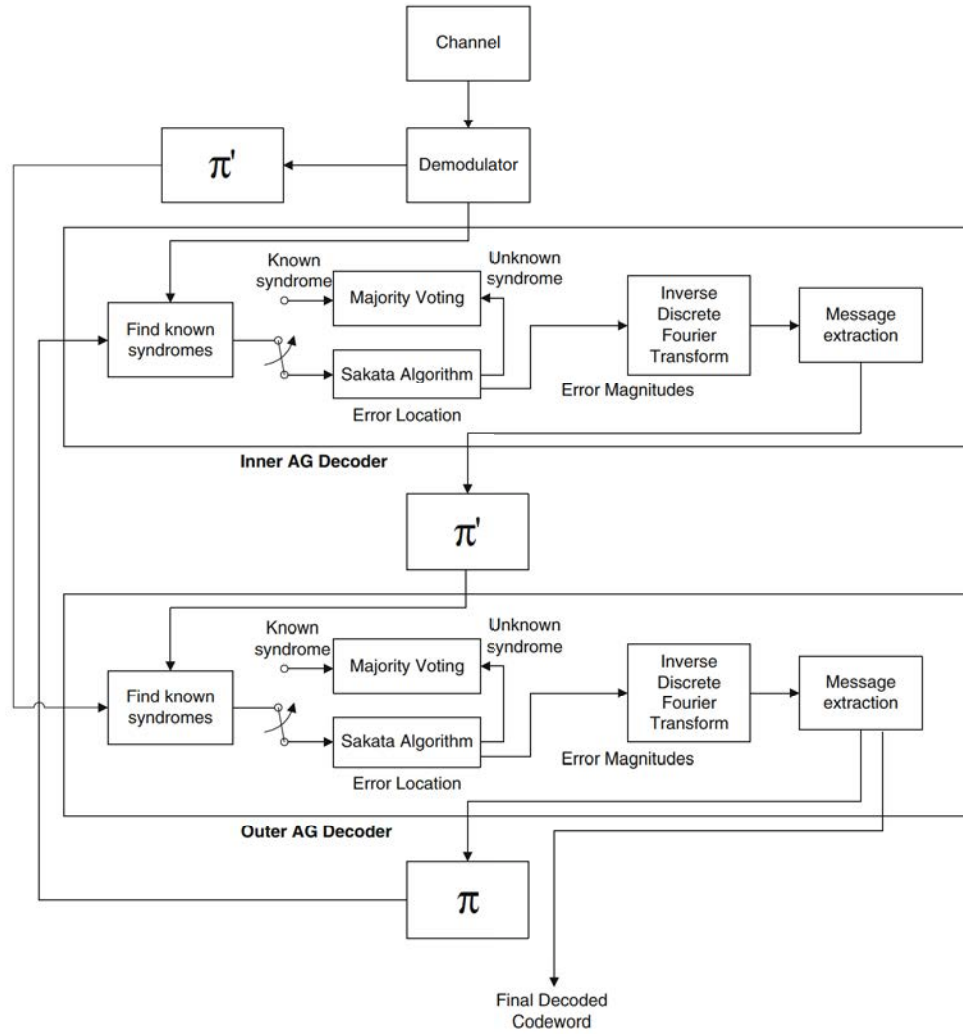 Channel
π'
Demodulator
Known
syndrome
Unknown
syndrome
Majority Voting
Find known
syndromes
Sakata Algorithm
Error Location
Inverse
Discrete
Fourier
Transform
Error Magnitudes
Message
extraction
Inner AG Decoder
π'
Known
syndrome
Unknown
syndrome
Majority Voting
Find known
syndromes
Sakata Algorithm
Error Location
Inverse
Discrete
Fourier
Transform
Error Magnitudes
Message
extraction
Outer AG Decoder
π
Final Decoded
Codeword